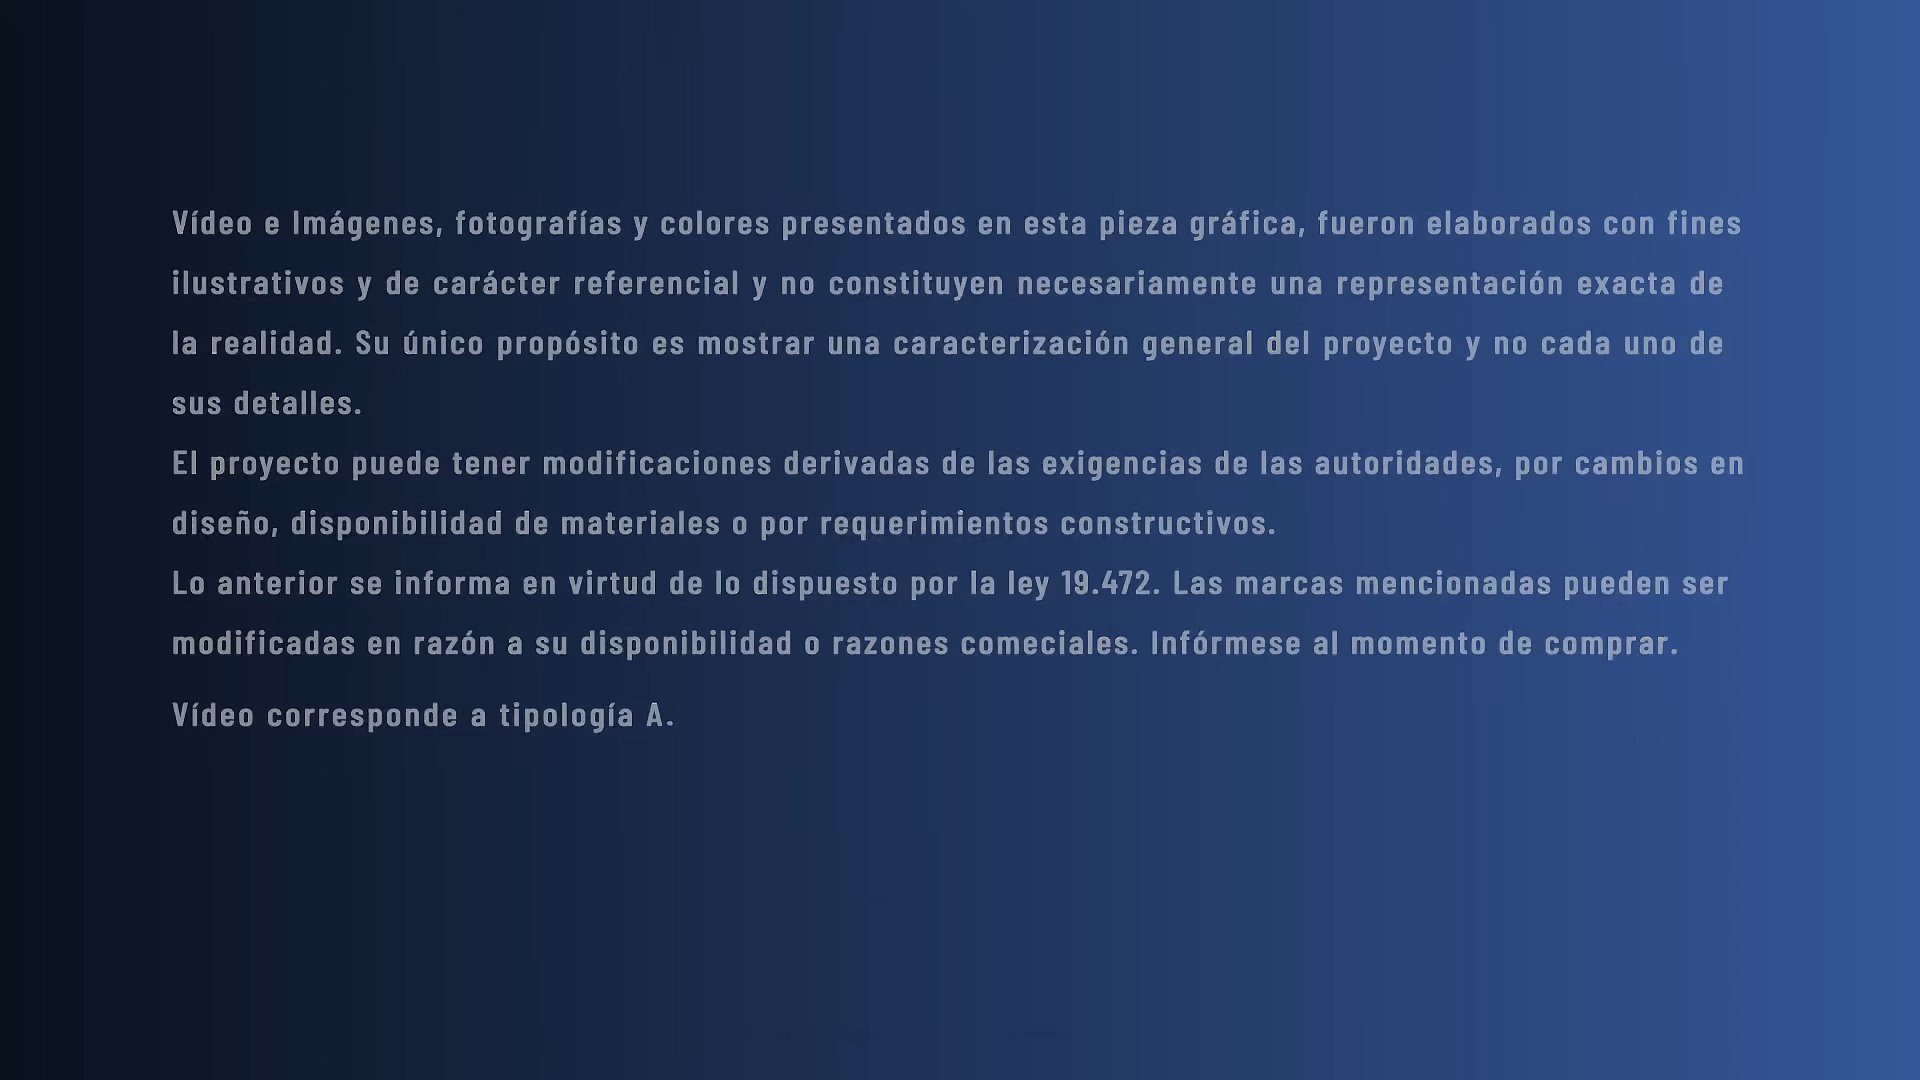 Vídeo e Imágenes, fotografías y colores presentados en esta pieza gráfica, fueron elaborados con fines
ilustrativos y de carácter referencial y no constituyen necesariamente una representación exacta de
la realidad. Su único propósito es mostrar una caracterización general del proyecto y no cada uno de
sus detalles.
El proyecto puede tener modificaciones derivadas de las exigencias de las autoridades, por cambios en
diseño, disponibilidad de materiales o por requerimientos constructivos.
Lo anterior se informa en virtud de lo dispuesto por la ley 19.472. Las marcas mencionadas pueden ser
modificadas en razón a su disponibilidad o razones comeciales. Infórmese al momento de comprar.
Vídeo corresponde a tipología A.